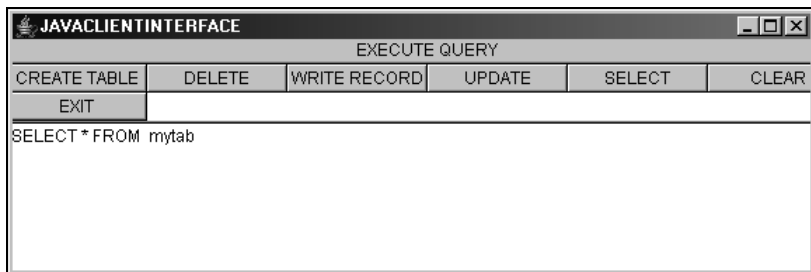 JAVACLIENTINTERFACE
EXECUTE QUERY
CREATE TABLE DELETE WRITE RECORD UPDATE SELECT CLEAR
EXIT
SELECT * FROM mytab